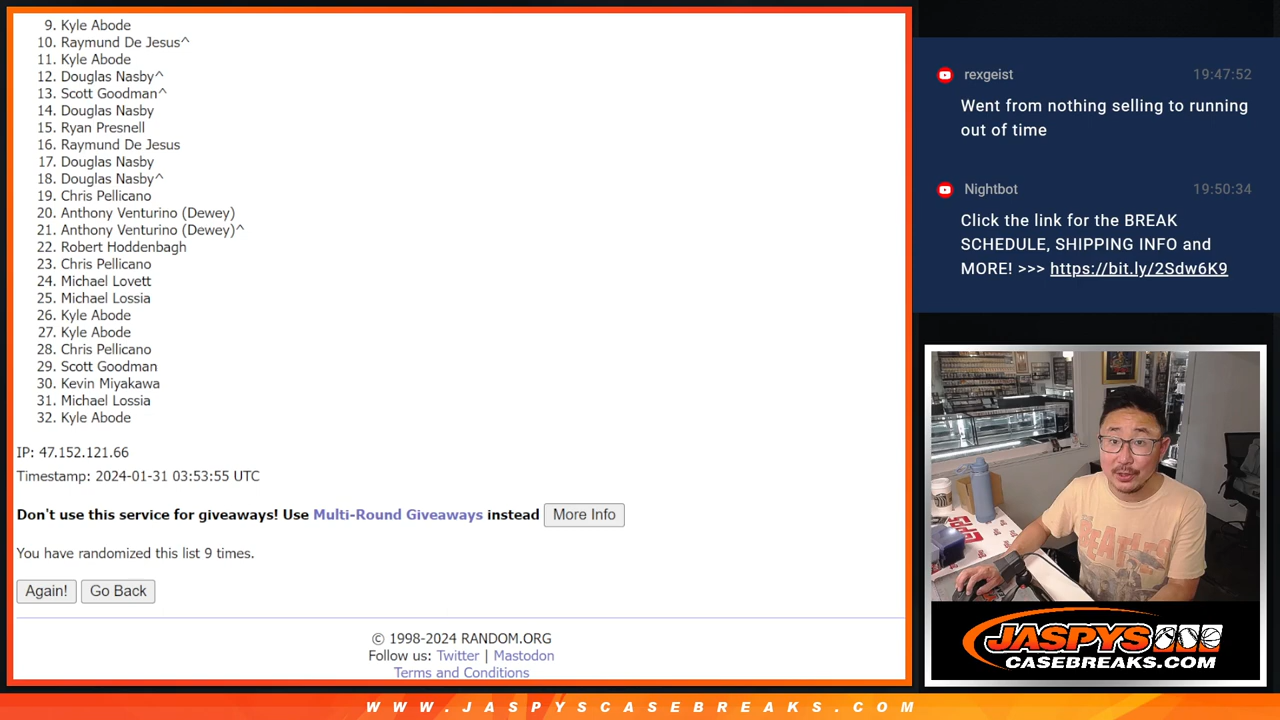 9. Kyle Abode
10. Raymund De Jesus^
11. Kyle Abode
12. Douglas Nasby^
13. Scott Goodman^
14. Douglas Nasby
15. Ryan Presnell
16. Raymund De Jesus
17. Douglas Nasby
18. Douglas Nasby^
19. Chris Pellicano
20. Anthony Venturino (Dewey)
21. Anthony Venturino (Dewey)^
22. Robert Hoddenbagh
23. Chris Pellicano
24. Michael Lovett
25. Michael Lossia
26. Kyle Abode
27. Kyle Abode
28. Chris Pellicano
29. Scott Goodman
30. Kevin Miyakawa
31. Michael Lossia
32. Kyle Abode
IP: 47.152.121.66
Timestamp: 2024-01-31 03:53:55 UTC
Don't use this service for giveaways! Use Multi-Round Giveaways instead More Info
You have randomized this list 9 times.
Again! Go Back
© 1998-2024 RANDOM.ORG
Follow us: Twitter | Mastodon
Terms and Conditions
rexgeist 19:47:52
Went from nothing selling to running
out of time
Nightbot 19:50:34
Click the link for the BREAK
SCHEDULE, SHIPPING INFO and
MORE! >>> https://bit.ly/2Sdw6K9
BEATLES
JASPYS
CASEBREAKS.COM
WWW.JASPYSCASEBREAKS.COM